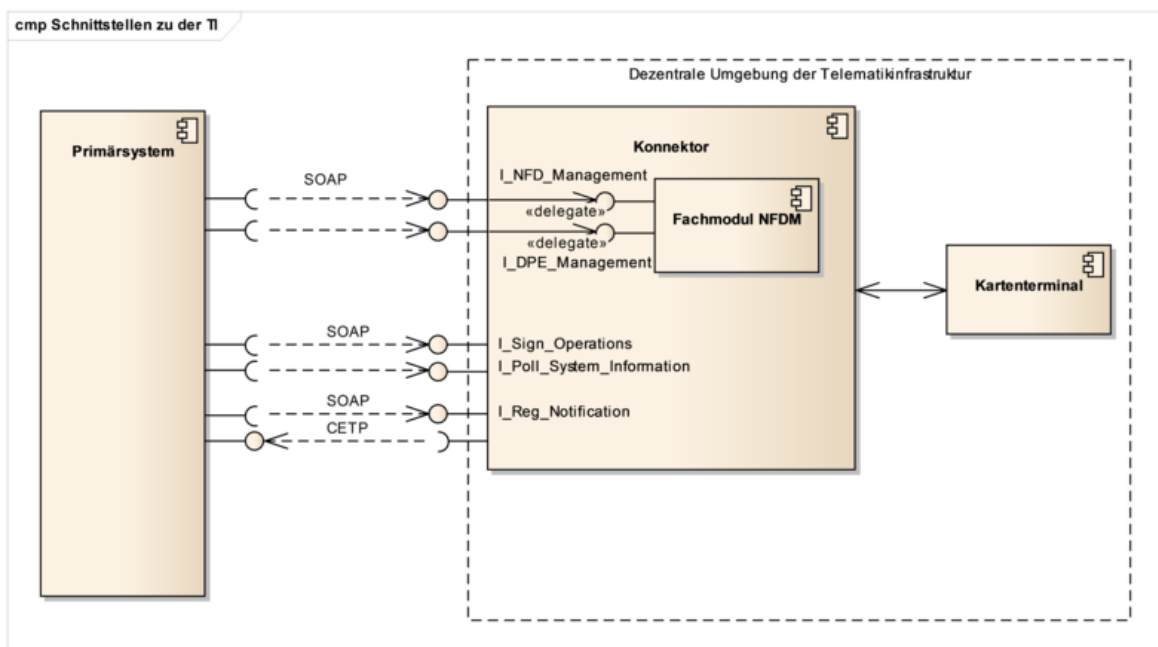 cmp Schnittstellen zu der TI
Dezentrale Umgebung der Telematikinfrastruktur
Primärsystem
Konnektor
SOAP
I_NFD_Management
«delegate»
Fachmodul NFDM
«delegate»
I_DPE_Management
Kartenterminal
SOAP
I_Sign_Operations
I_Poll_System_Information
SOAP
I_Reg_Notification
CETP